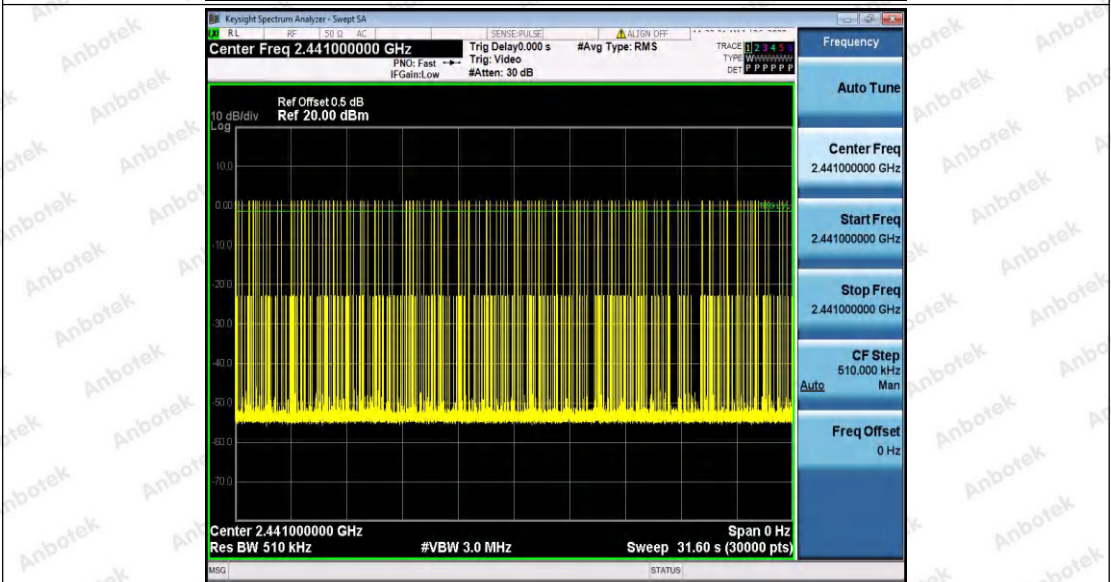 Keysight Spectrum Analyzer - Swept SA
RL RF 50 Ω AC SENSE:PULSE ALIGN OFF
Center Freq 2.441000000 GHz
PNO: Fast
IFGain:Low
Trig Delay0.000 s
Trig: Video
#Atten: 30 dB
#Avg Type: RMS
TRACE 1 2 3 4 5 6
TYPE WWWWWW
DET P P P P P P
Frequency
Auto Tune
Center Freq
2.441000000 GHz
Start Freq
2.441000000 GHz
Stop Freq
2.441000000 GHz
CF Step
510.000 kHz
Auto Man
Freq Offset
0 Hz
Ref Offset 0.5 dB
10 dB/div Ref 20.00 dBm
Log
10.0
0.00
-10.0
-20.0
-30.0
-40.0
-50.0
-60.0
-70.0
Center 2.441000000 GHz Span 0 Hz
Res BW 510 kHz #VBW 3.0 MHz Sweep 31.60 s (30000 pts)
MSG STATUS
Anbotek